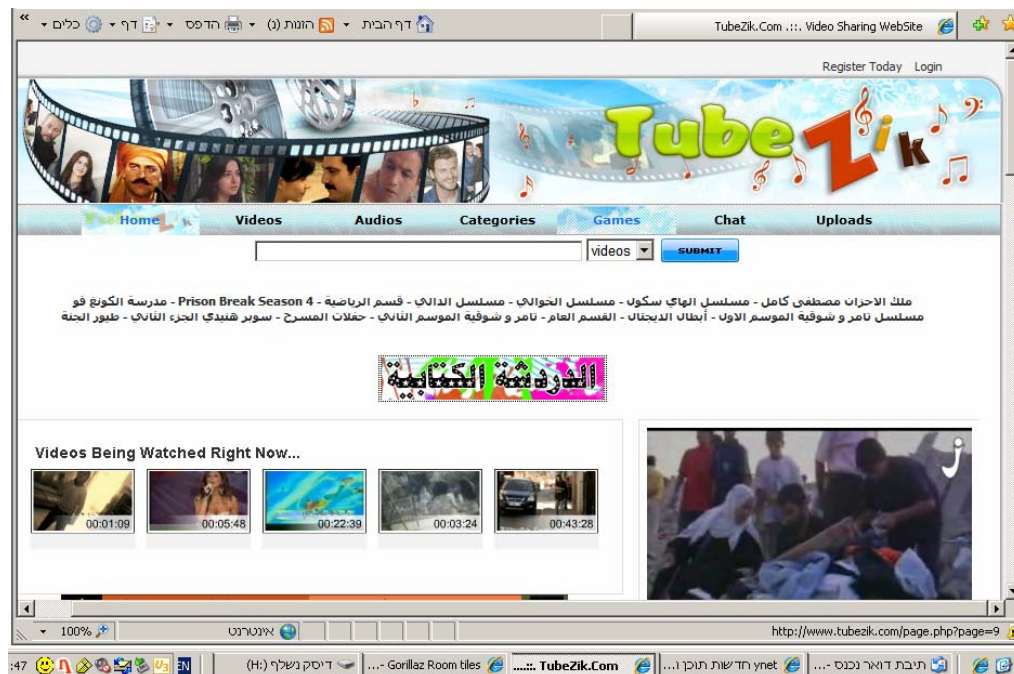 דף הבית
הזנות (נ)
הדפס
דף
כלים
TubeZik.Com .::. Video Sharing WebSite
Register Today Login
Tube Zik
Home Videos Audios Categories Games Chat Uploads
videos SUBMIT
ملك الاحزان مصطفى كامل - مسلسل الهاي سكول - مسلسل الخوالي - مسلسل الدالي - قسم الرياضية - Prison Break Season 4 - مدرسة الكونغ فو
مسلسل تامر و شوقية الموسم الاول - أبطال الديجتال - القسم العام - تامر و شوقية الموسم الثاني - حفلات المسرح - سوبر هنيدي الجزء الثاني - طيور الجنة
الدردشة الكتابية
Videos Being Watched Right Now...
00:01:09 00:05:48 00:22:39 00:03:24 00:43:28
100%
אינטרנט
http://www.tubezik.com/page.php?page=9
:47
EN
דיסק נשלף (H:)
...- Gorillaz Room tiles
...::. TubeZik.Com
ynet חדשות תוכן ו...
תיבת דואר נכנס -...